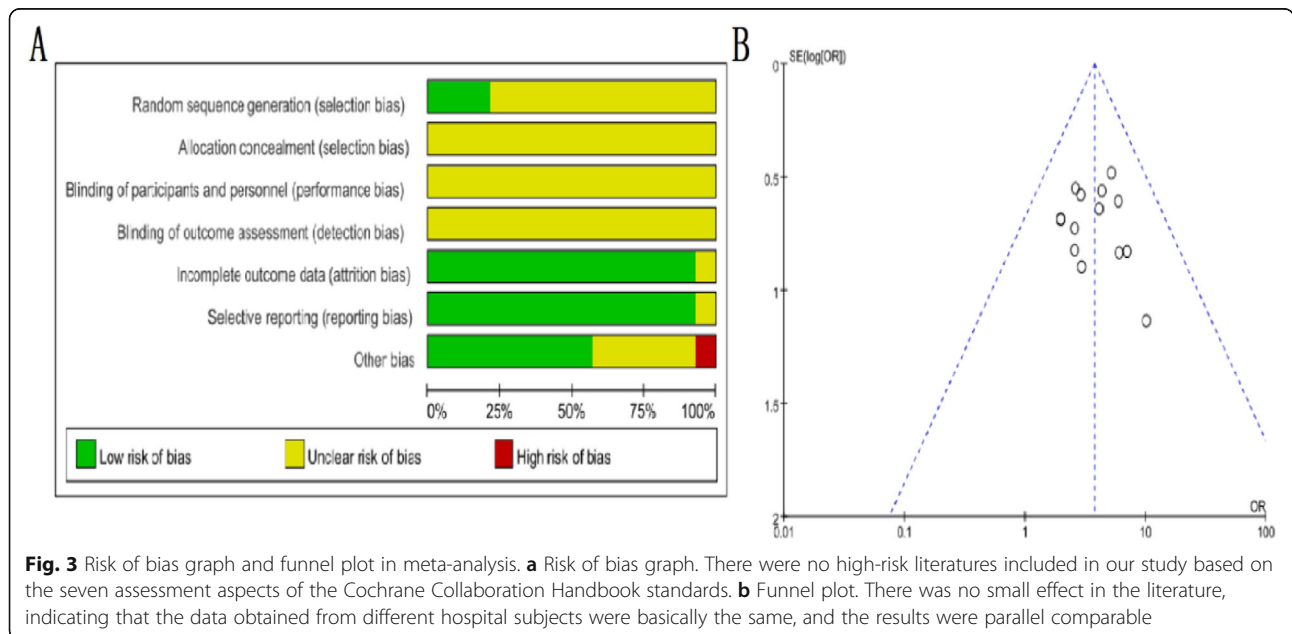 A
Random sequence generation (selection bias)
Allocation concealment (selection bias)
Blinding of participants and personnel (performance bias)
Blinding of outcome assessment (detection bias)
Incomplete outcome data (attrition bias)
Selective reporting (reporting bias)
Other bias
0% 25% 50% 75% 100%
Low risk of bias Unclear risk of bias High risk of bias
B
SE(log[OR])
0
0.5
1
1.5
2
OR
0.01 0.1 1 10 100
Fig. 3 Risk of bias graph and funnel plot in meta-analysis. a Risk of bias graph. There were no high-risk literatures included in our study based on
the seven assessment aspects of the Cochrane Collaboration Handbook standards. b Funnel plot. There was no small effect in the literature,
indicating that the data obtained from different hospital subjects were basically the same, and the results were parallel comparable